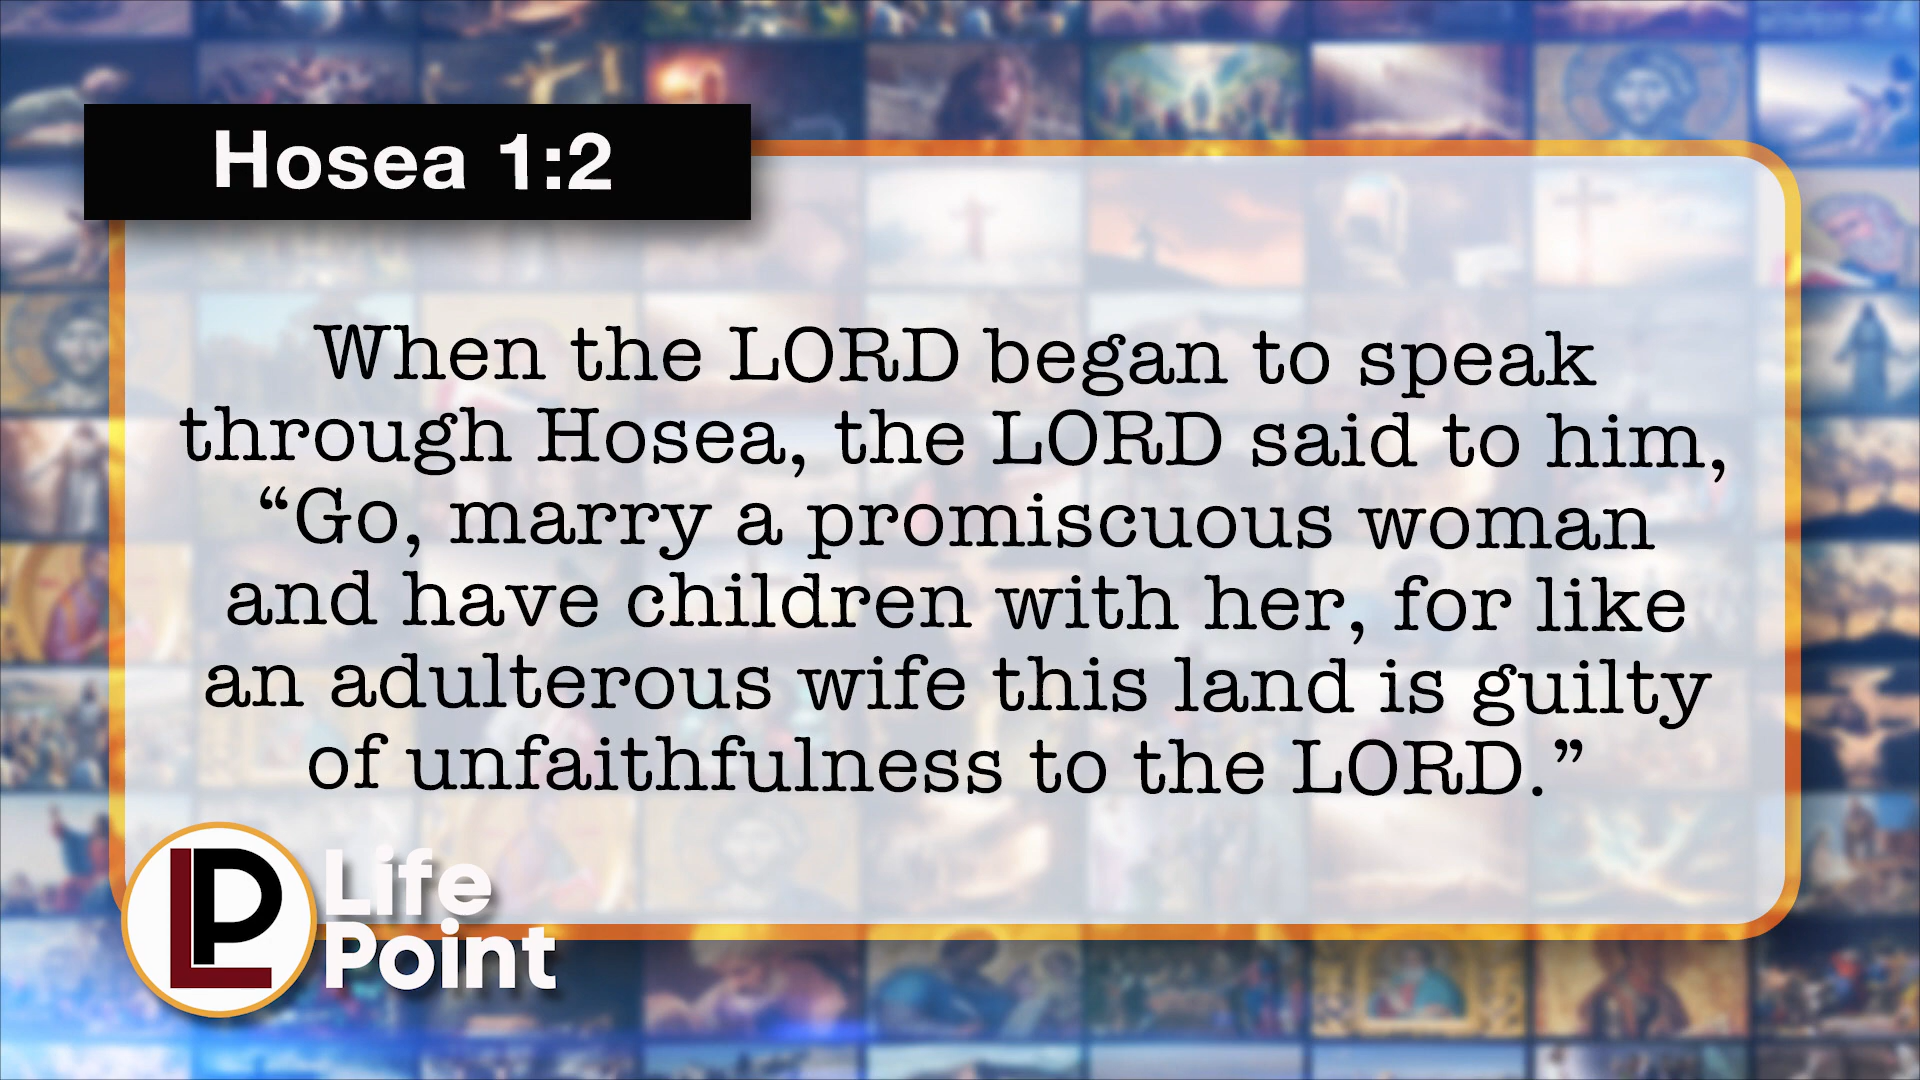 Hosea 1:2
When the LORD began to speak
through Hosea, the LORD said to him,
“Go, marry a promiscuous woman
and have children with her, for like
an adulterous wife this land is guilty
of unfaithfulness to the LORD.”
LP
Life
Point